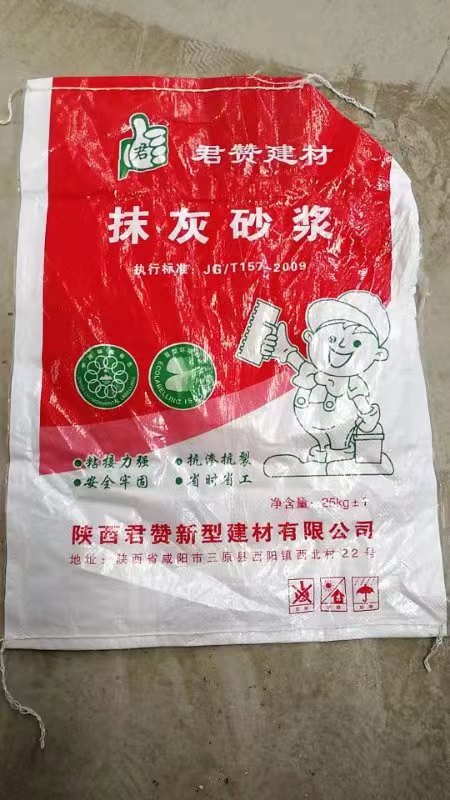 君
君赞建材
抹灰砂浆
执行标准：JG/T157-2009
ECOLABELLING
●粘接力强 ●抗渗抗裂
●安全牢固 ●省时省工
净含量：25kg±1
陕西君赞新型建材有限公司
地址：陕西省咸阳市三原县西阳镇西北村22号